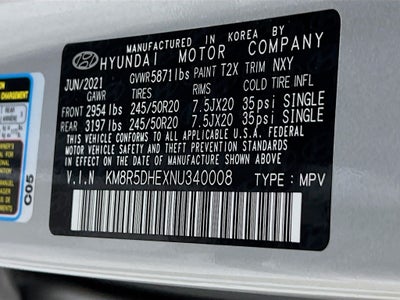 MANUFACTURED IN KOREA BY
HYUNDAI MOTOR COMPANY
JUN/2021 GVWR5871lbs PAINT T2X TRIM NXY
GAWR TIRES RIMS COLD TIRE INFL
FRONT 2954lbs 245/50R20 7.5JX20 35psi SINGLE
REAR 3197lbs 245/50R20 7.5JX20 35psi SINGLE
THIS VEHICLE CONFORMS TO ALL APPLICABLE U.S.A. FEDERAL
MOTOR VEHICLE SAFETY AND THEFT PREVENTION STANDARDS
IN EFFECT ON THE DATE OF MANUFACTURE SHOWN ABOVE.
V.I.N KM8R5DHEXNU340008 TYPE: MPV
C05